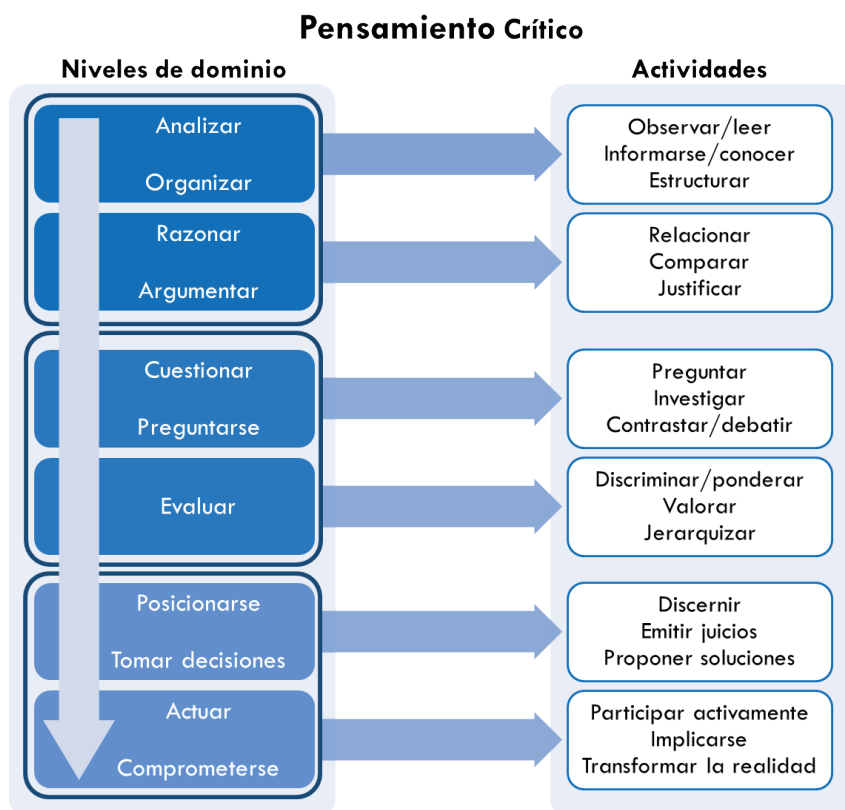 Pensamiento Crítico
Niveles de dominio
Actividades
Analizar
Organizar
Observar/leer
Informarse/conocer
Estructurar
Razonar
Argumentar
Relacionar
Comparar
Justificar
Cuestionar
Preguntarse
Preguntar
Investigar
Contrastar/debatir
Evaluar
Discriminar/ponderar
Valorar
Jerarquizar
Posicionarse
Tomar decisiones
Discernir
Emitir juicios
Proponer soluciones
Actuar
Comprometerse
Participar activamente
Implicarse
Transformar la realidad